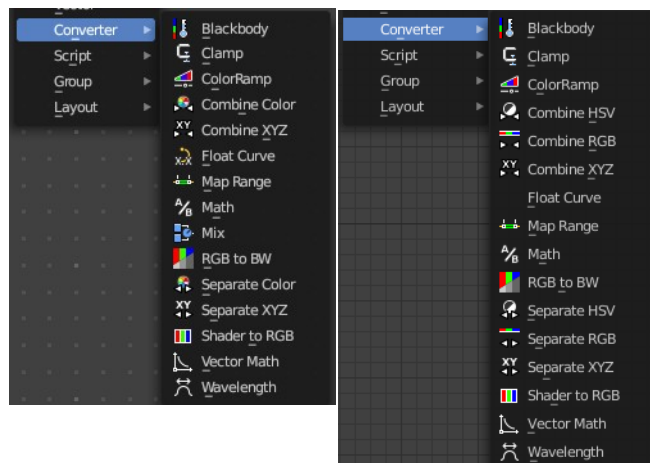 Converter
Script
Group
Layout
Blackbody
Clamp
ColorRamp
Combine Color
Combine XYZ
Float Curve
Map Range
Math
Mix
RGB to BW
Separate Color
Separate XYZ
Shader to RGB
Vector Math
Wavelength
Converter
Script
Group
Layout
Blackbody
Clamp
ColorRamp
Combine HSV
Combine RGB
Combine XYZ
Float Curve
Map Range
Math
RGB to BW
Separate HSV
Separate RGB
Separate XYZ
Shader to RGB
Vector Math
Wavelength